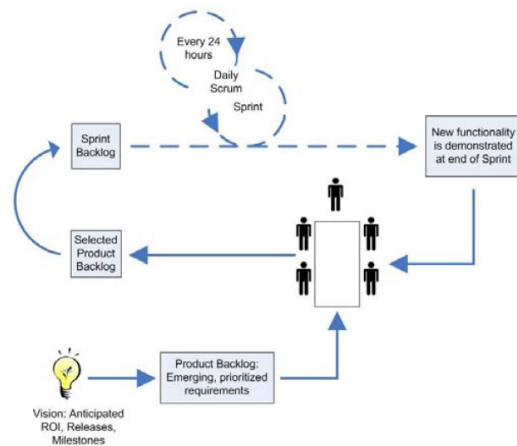 Every 24
hours
Daily
Scrum
Sprint
Sprint
Backlog
New functionality
is demonstrated
at end of Sprint
Selected
Product
Backlog
Product Backlog:
Emerging, prioritized
requirements
Vision: Anticipated
ROI, Releases,
Milestones